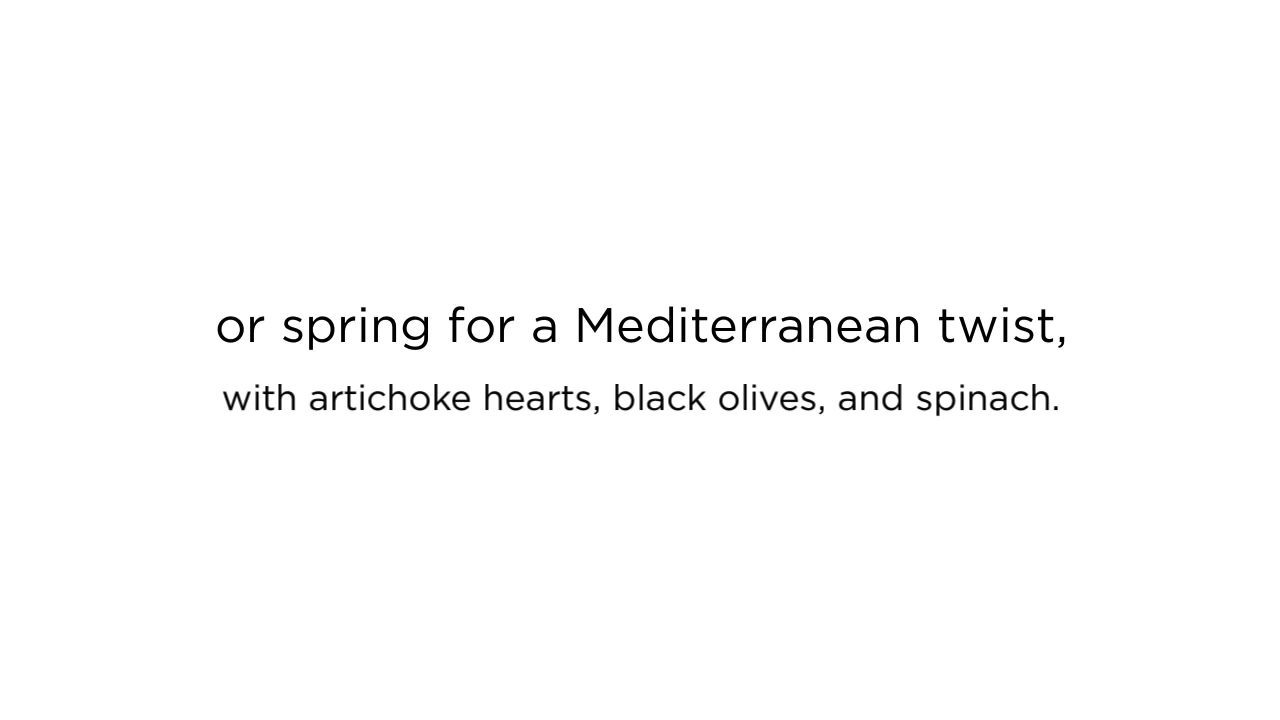 or spring for a Mediterranean twist,
with artichoke hearts, black olives, and spinach.